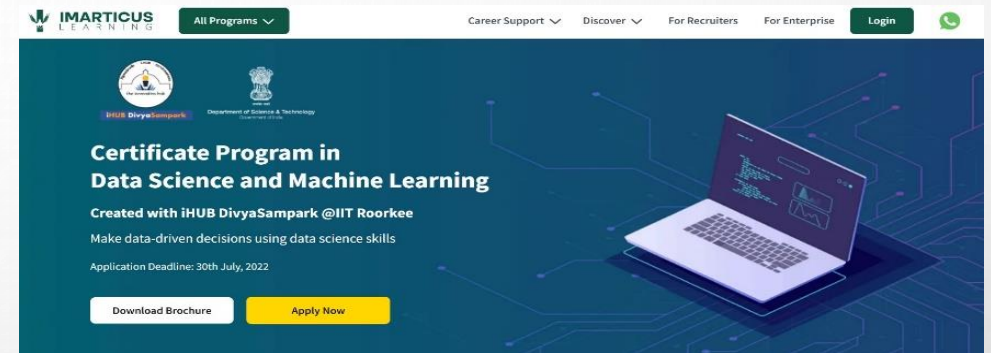 IMARTICUS
LEARNING
All Programs
Career Support
Discover
For Recruiters
For Enterprise
Login
iHUB DivyaSampark
Department of Science & Technology
Certificate Program in
Data Science and Machine Learning
Created with iHUB DivyaSampark @IIT Roorkee
Make data-driven decisions using data science skills
Application Deadline: 30th July, 2022
Download Brochure
Apply Now